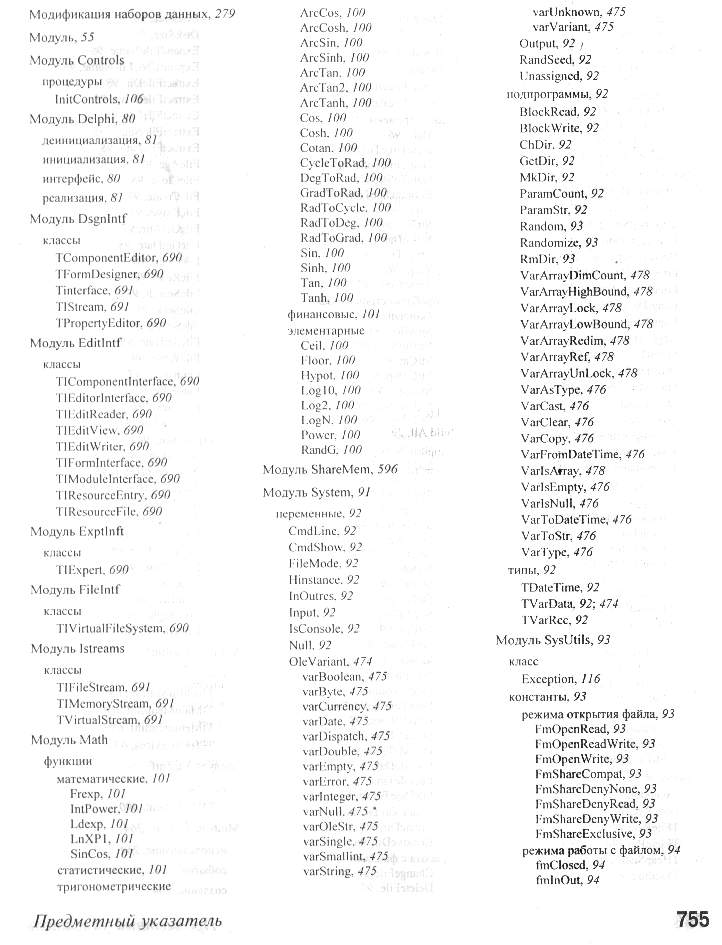 Модификация наборов данных, 279
Модуль, 55
Модуль Controls
процедуры
InitControls, 106
Модуль Delphi, 80
деинициализация, 81
инициализация, 81
интерфейс, 80
реализация, 81
Модуль DsgnIntf
классы
TComponentEditor, 690
TFormDesigner, 690
Tinterface, 691
TIStream, 691
TPropertyEditor, 690
Модуль EditIntf
классы
TIComponentInterface, 690
TIEditorInterface, 690
TIEditReader, 690
TIEditView, 690
TIEditWriter, 690
TIFormInterface, 690
TIModuleInterface, 690
TIResourceEntry, 690
TIResourceFile, 690
Модуль ExptInft
классы
TIExpert, 690
Модуль FileIntf
классы
TIVirtualFileSystem, 690
Модуль Istreams
классы
TIFileStream, 691
TIMemoryStream, 691
TVirtualStream, 691
Модуль Math
функции
математические, 101
Frexp, 101
IntPower, 101
Ldexp, 101
LnXP1, 101
SinCos, 101
статистические, 101
тригонометрические
ArcCos, 100
ArcCosh, 100
ArcSin, 100
ArcSinh, 100
ArcTan, 100
ArcTan2, 100
ArcTanh, 100
Cos, 100
Cosh, 100
Cotan, 100
CycleToRad, 100
DegToRad, 100
GradToRad, 100
RadToCycle, 100
RadToDeg, 100
RadToGrad, 100
Sin, 100
Sinh, 100
Tan, 100
Tanh, 100
финансовые, 101
элементарные
Ceil, 100
Floor, 100
Hypot, 100
Log10, 100
Log2, 100
LogN, 100
Power, 100
RandG, 100
Модуль ShareMem, 596
Модуль System, 91
переменные, 92
CmdLine, 92
CmdShow, 92
FileMode, 92
Hinstance, 92
InOutres, 92
Input, 92
IsConsole, 92
Null, 92
OleVariant, 474
varBoolean, 475
varByte, 475
varCurrency, 475
varDate, 475
varDispatch, 475
varDouble, 475
varEmpty, 475
varError, 475
varInteger, 475
varNull, 475
varOleStr, 475
varSingle, 475
varSmallint, 475
varString, 475
varUnknown, 475
varVariant, 475
Output, 92
RandSeed, 92
Unassigned, 92
подпрограммы, 92
BlockRead, 92
BlockWrite, 92
ChDir, 92
GetDir, 92
MkDir, 92
ParamCount, 92
ParamStr, 92
Random, 93
Randomize, 93
RmDir, 93
VarArrayDimCount, 478
VarArrayHighBound, 478
VarArrayLock, 478
VarArrayLowBound, 478
VarArrayRedim, 478
VarArrayRef, 478
VarArrayUnLock, 478
VarAsType, 476
VarCast, 476
VarClear, 476
VarCopy, 476
VarFromDateTime, 476
VarIsArray, 478
VarIsEmpty, 476
VarIsNull, 476
VarToDateTime, 476
VarToStr, 476
VarType, 476
типы, 92
TDateTime, 92
TVarData, 92; 474
TVarRec, 92
Модуль SysUtils, 93
класс
Exception, 116
константы, 93
режима открытия файла, 93
FmOpenRead, 93
FmOpenReadWrite, 93
FmOpenWrite, 93
FmShareCompat, 93
FmShareDenyNone, 93
FmShareDenyRead, 93
FmShareDenyWrite, 93
FmShareExclusive, 93
режима работы с файлом, 94
fmClosed, 94
fmInOut, 94
Предметный указатель 755